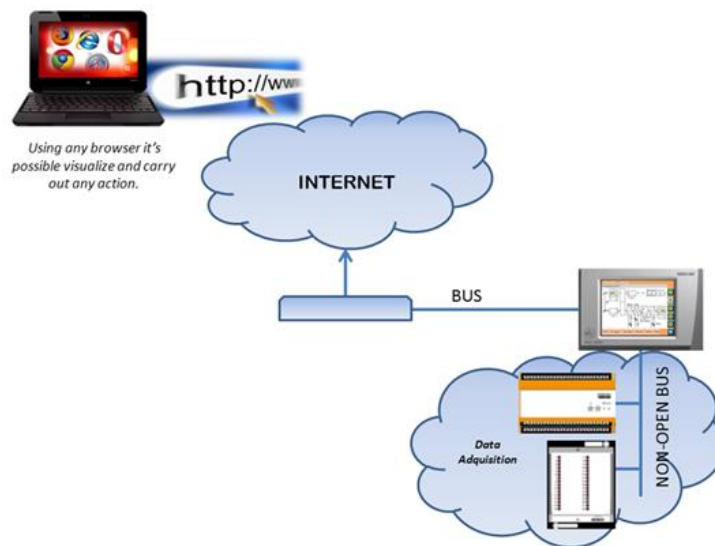 http://www
Using any browser it's
possible visualize and carry
out any action.
INTERNET
BUS
Data
Adquisition
NON-OPEN BUS